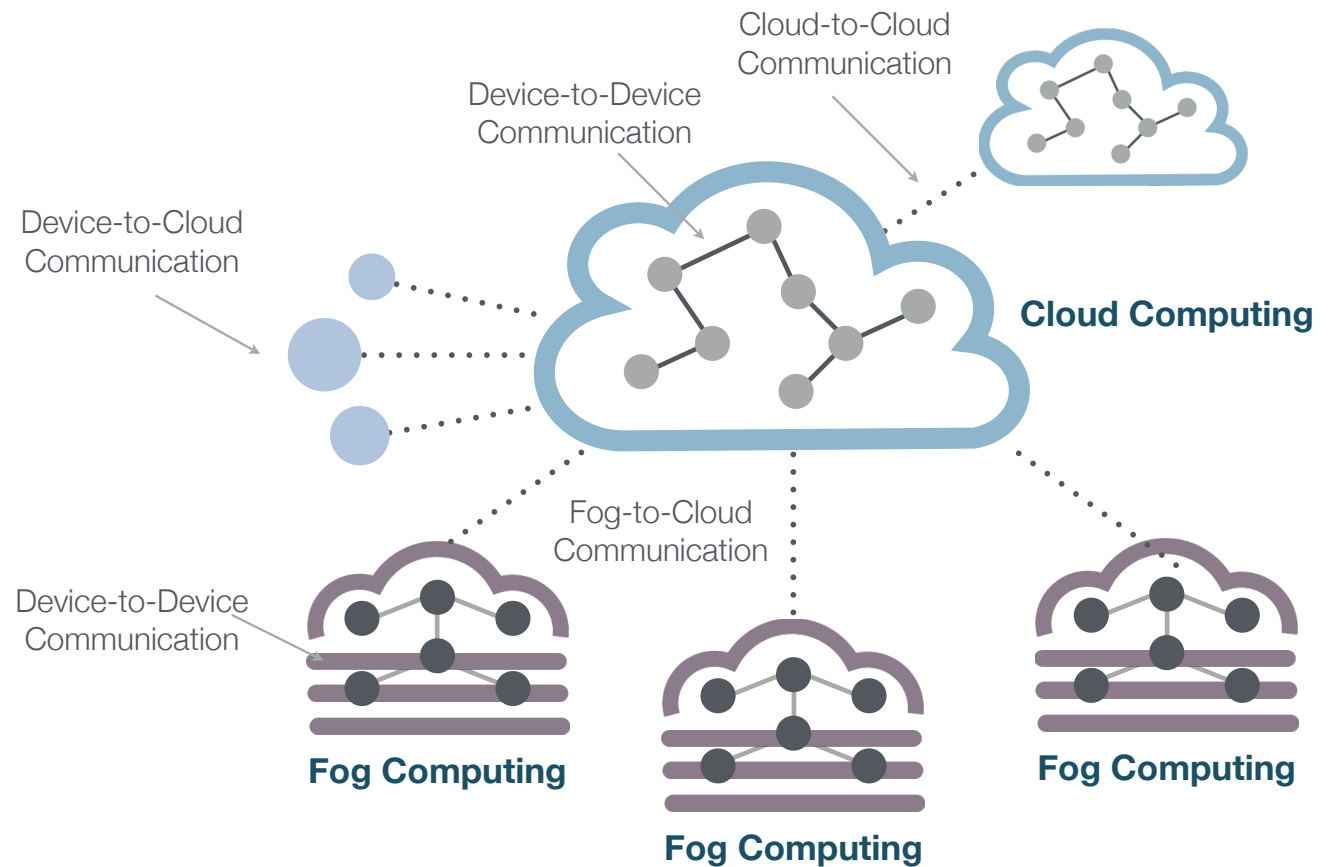 Cloud-to-Cloud
Communication
Device-to-Device
Communication
Device-to-Cloud
Communication
Cloud Computing
Fog-to-Cloud
Communication
Device-to-Device
Communication
Fog Computing
Fog Computing
Fog Computing